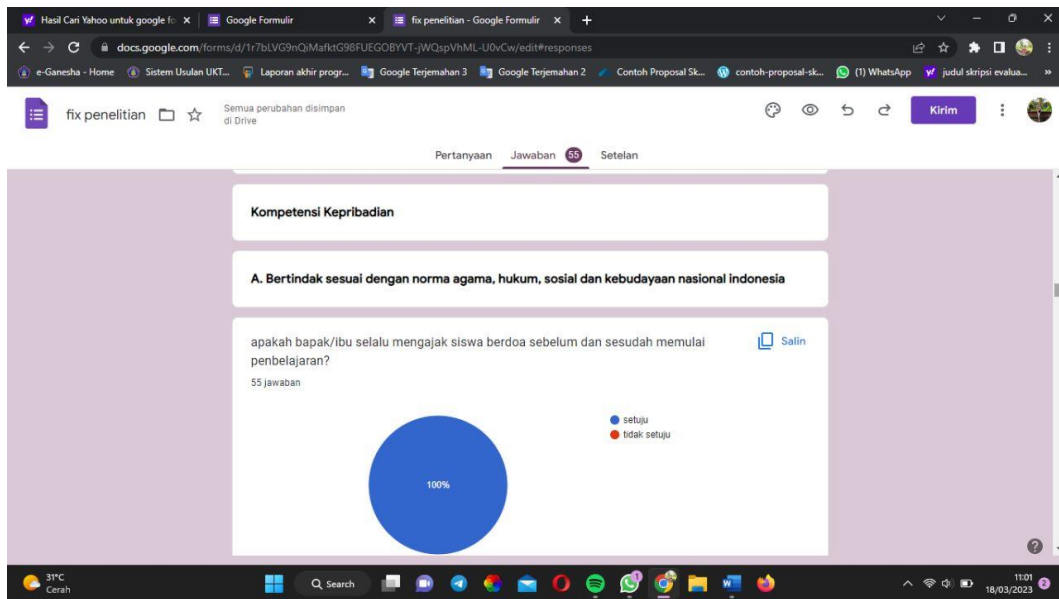 Hasil Cari Yahoo untuk google fo
Google Formulir
fix penelitian - Google Formulir
docs.google.com/forms/d/1r7bLVG9nQiMafktG98FUEGOBYVT-jWQspVhML-U0vCw/edit#responses
e-Ganesha - Home
Sistem Usulan UKT...
Laporan akhir progr...
Google Terjemahan 3
Google Terjemahan 2
Contoh Proposal Sk...
contoh-proposal-sk...
(1) WhatsApp
judul skripsi evalua...
fix penelitian
Semua perubahan disimpan
di Drive
Kirim
Pertanyaan
Jawaban 55
Setelan
Kompetensi Kepribadian
A. Bertindak sesuai dengan norma agama, hukum, sosial dan kebudayaan nasional indonesia
apakah bapak/ibu selalu mengajak siswa berdoa sebelum dan sesudah memulai
penbelajaran?
Salin
55 jawaban
setuju
tidak setuju
100%
31°C
Cerah
Search
11:01
18/03/2023
2